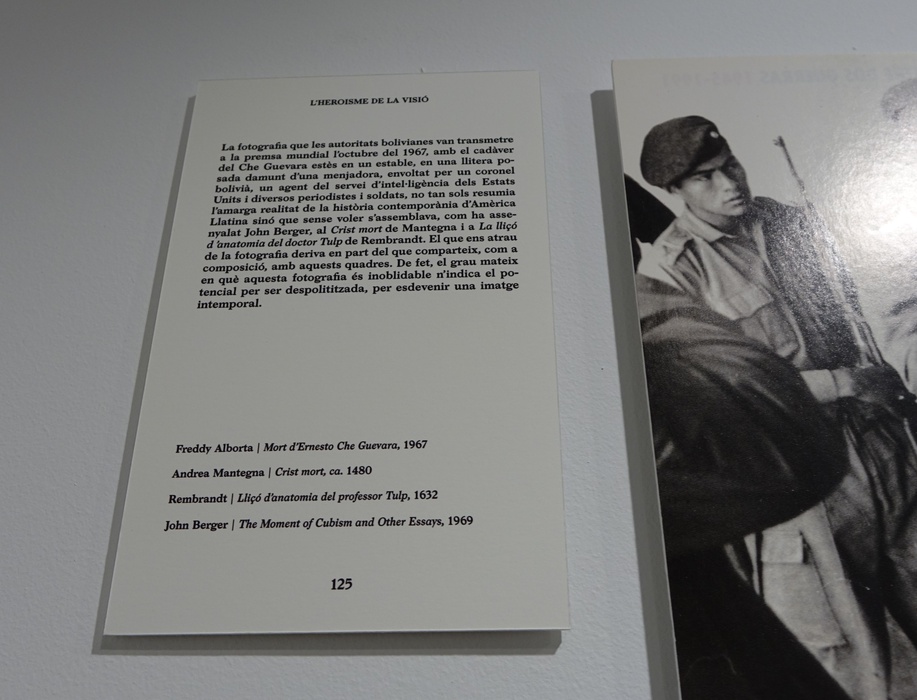 L'HEROISME DE LA VISIÓ
La fotografia que les autoritats bolivianes van transmetre
a la premsa mundial l'octubre del 1967, amb el cadàver
del Che Guevara estès en un estable, en una llitera po-
sada damunt d'una menjadora, envoltat per un coronel
bolivià, un agent del servei d'intel·ligència dels Estats
Units i diversos periodistes i soldats, no tan sols resumia
l'amarga realitat de la història contemporània d'Amèrica
Llatina sinó que sense voler s'assemblava, com ha asse-
nyalat John Berger, al Crist mort de Mantegna i a La lliçó
d'anatomia del doctor Tulp de Rembrandt. El que ens atrau
de la fotografia deriva en part del que comparteix, com a
composició, amb aquests quadres. De fet, el grau mateix
en què aquesta fotografia és inoblidable n'indica el po-
tencial per ser despolititzada, per esdevenir una imatge
intemporal.
Freddy Alborta | Mort d'Ernesto Che Guevara, 1967
Andrea Mantegna | Crist mort, ca. 1480
Rembrandt | Lliçó d'anatomia del professor Tulp, 1632
John Berger | The Moment of Cubism and Other Essays, 1969
125